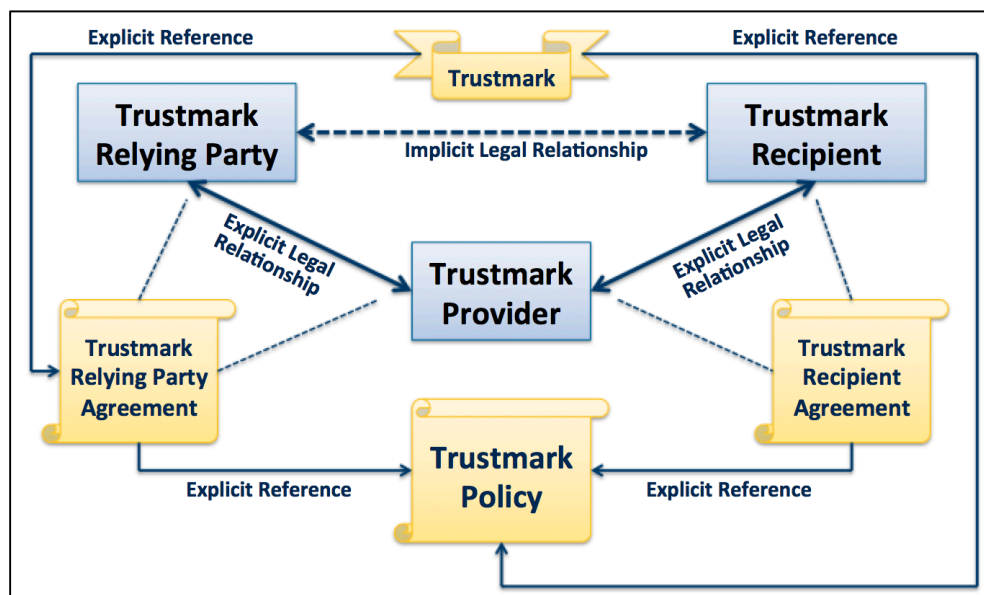 Explicit Reference
Explicit Reference
Trustmark
Trustmark
Relying Party
Implicit Legal Relationship
Trustmark
Recipient
Explicit Legal
Relationship
Explicit Legal
Relationship
Trustmark
Provider
Trustmark
Relying Party
Agreement
Trustmark
Recipient
Agreement
Trustmark
Policy
Explicit Reference
Explicit Reference